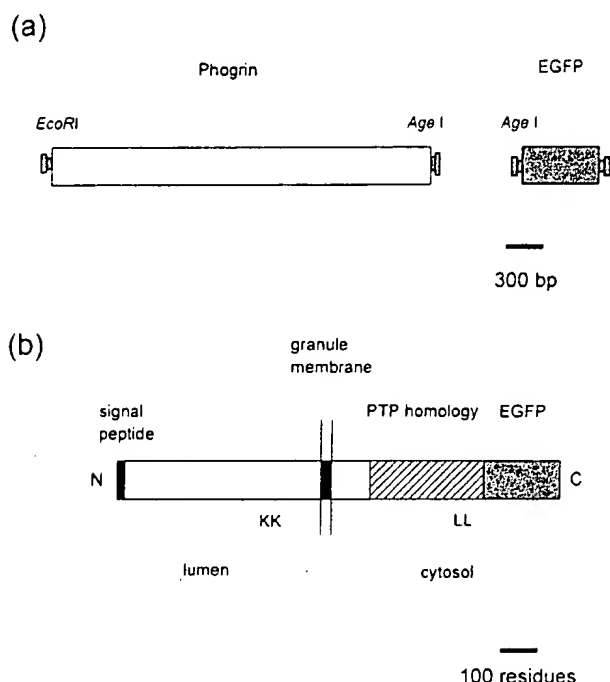 (a)
Phogrin
EGFP
EcoRI
Age I
Age I
300 bp
(b)
granule
membrane
signal
peptide
PTP homology
EGFP
N
C
KK
LL
lumen
cytosol
100 residues